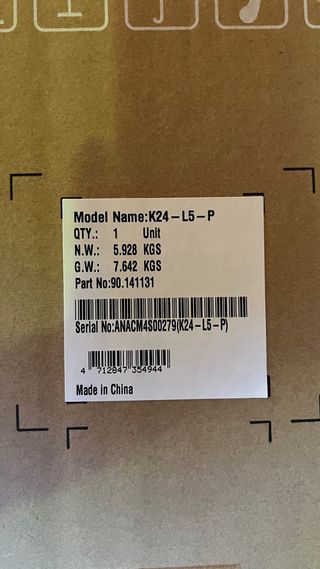 Model Name:K24-L5-P
QTY.: 1 Unit
N.W.: 5.928 KGS
G.W.: 7.642 KGS
Part No:90.141131
Serial No:ANACM4S00279(K24-L5-P)
4 712847 354944
Made in China